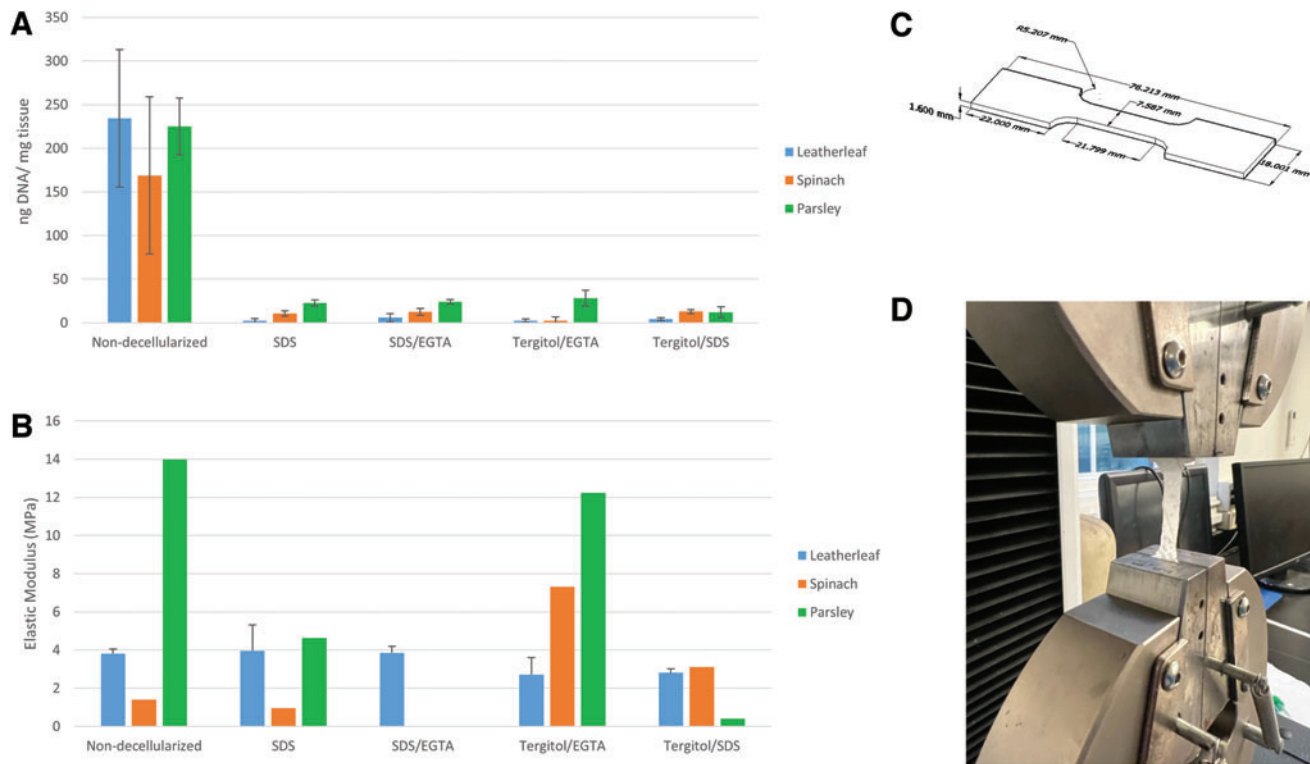 A
350
300
250
200
150
100
50
0
ng DNA/ mg tissue
Non-decellularized
SDS
SDS/EGTA
Tergitol/EGTA
Tergitol/SDS
Leatherleaf
Spinach
Parsley
B
16
14
12
10
8
6
4
2
0
Elastic Modulus (MPa)
Non-decellularized
SDS
SDS/EGTA
Tergitol/EGTA
Tergitol/SDS
Leatherleaf
Spinach
Parsley
C
R5.207 mm
76.213 mm
7.587 mm
1.600 mm
22.000 mm
21.799 mm
18.001 mm
D